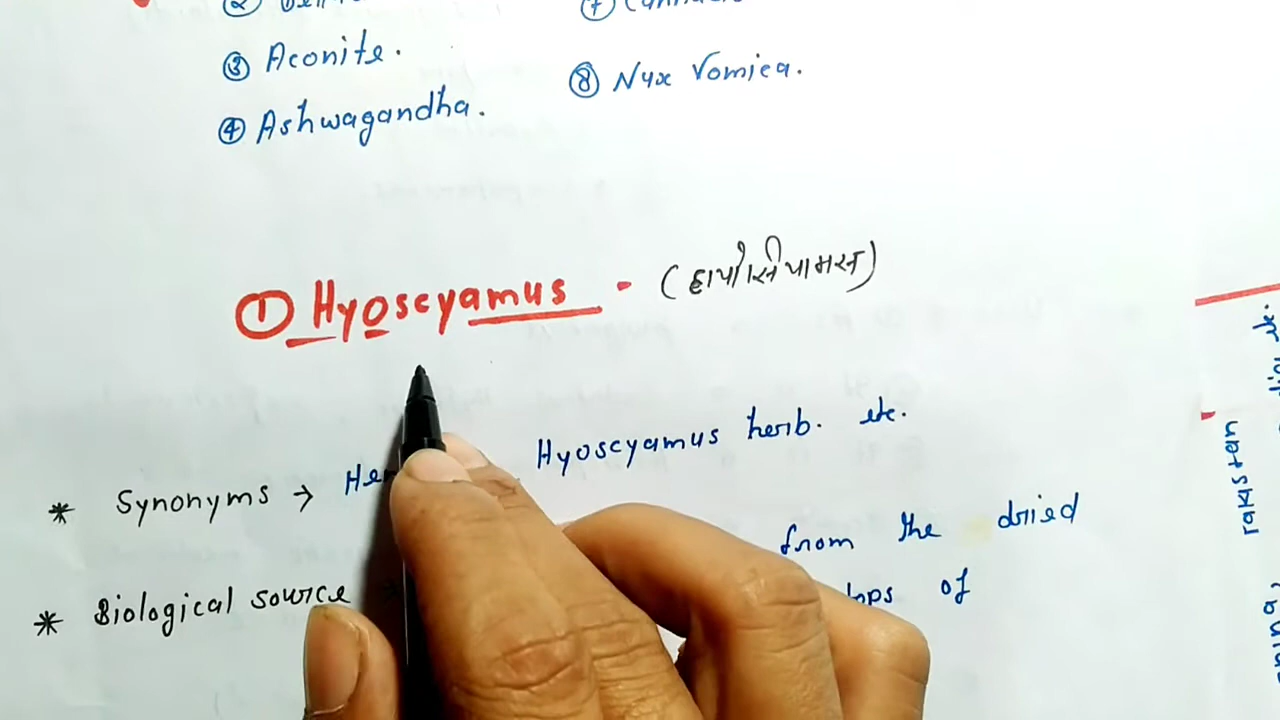 ③ Aconite.
④ Ashwagandha.
⑧ Nux Vomica.
① Hyoscyamus - (हायोसियामस)
* Synonyms → Hyoscyamus herb. etc.
* Biological source from the dried
of
Pakistan